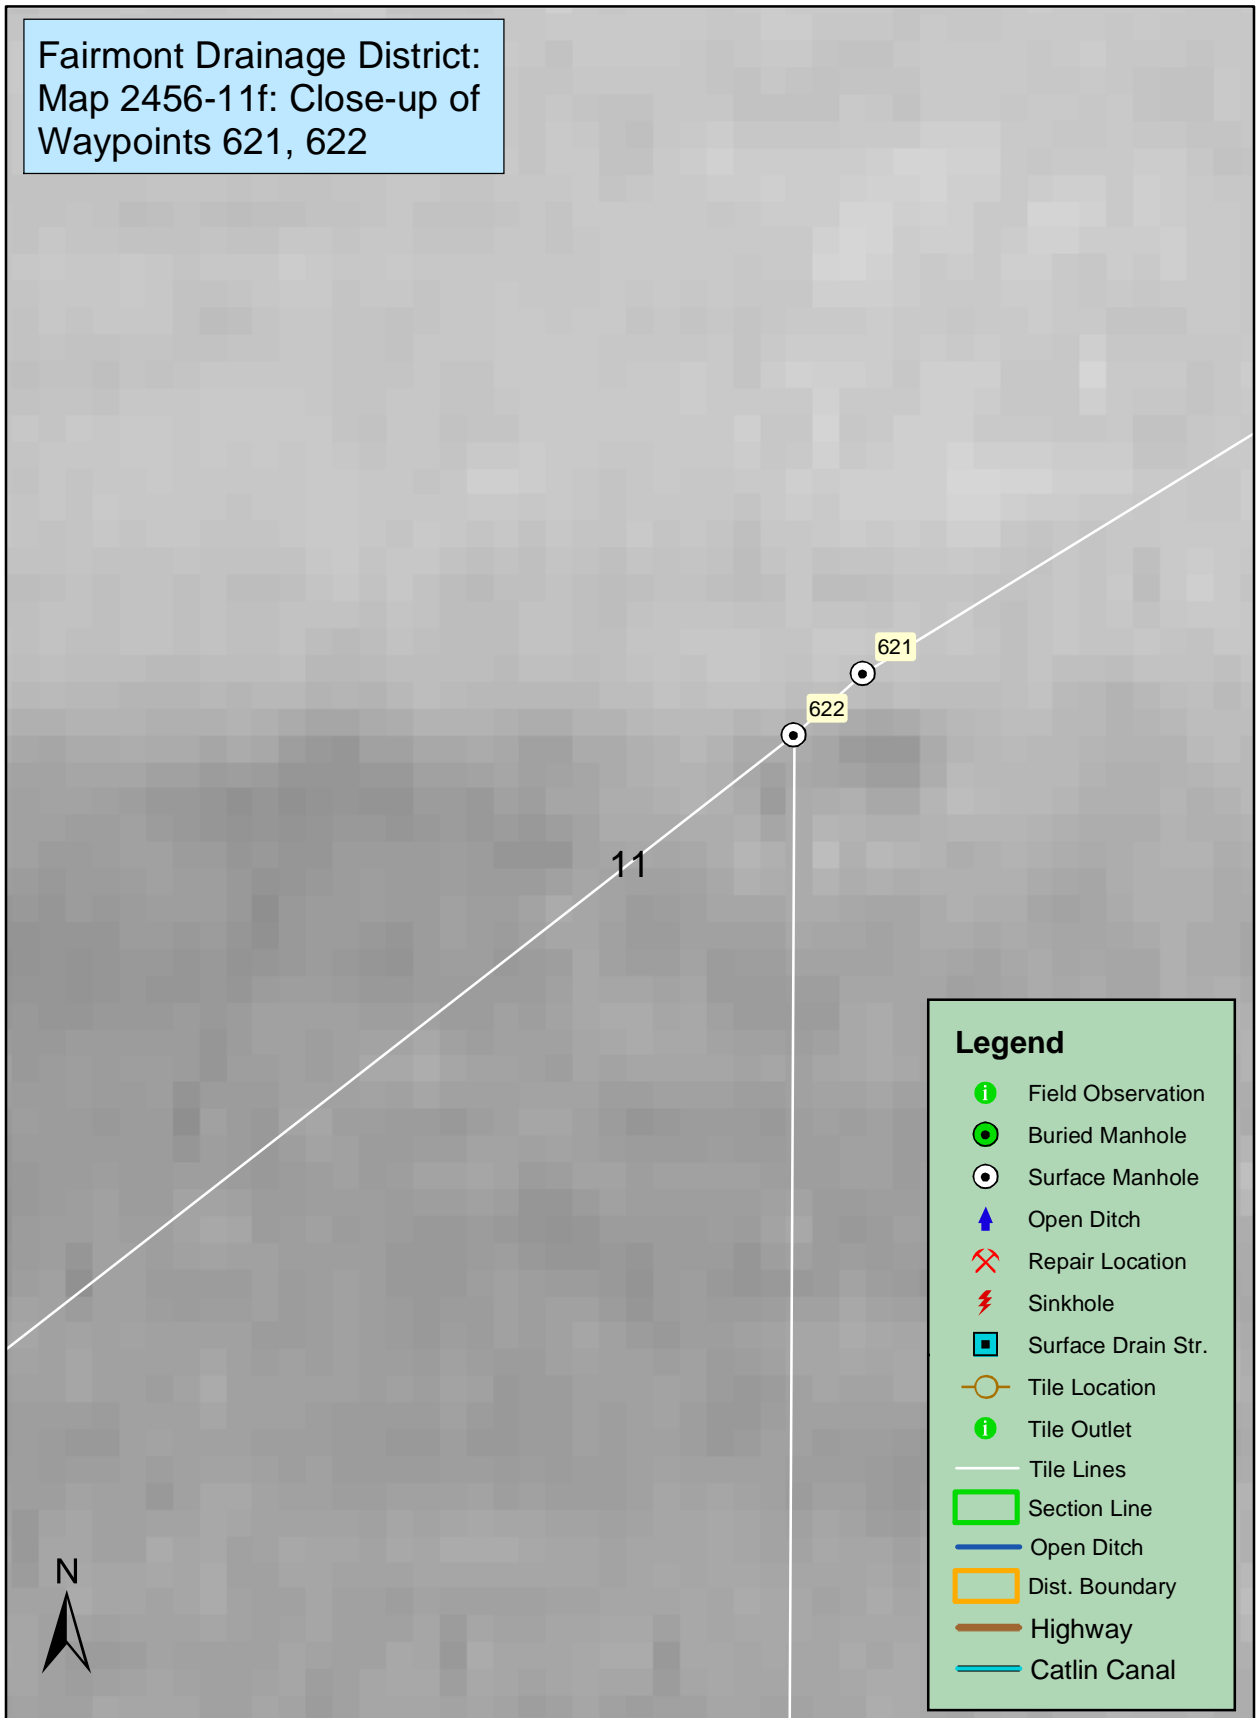 Fairmont Drainage District:
Map 2456-11f: Close-up of
Waypoints 621, 622
621
622
11
Legend
i Field Observation
Buried Manhole
Surface Manhole
Open Ditch
Repair Location
Sinkhole
Surface Drain Str.
Tile Location
i Tile Outlet
Tile Lines
Section Line
Open Ditch
Dist. Boundary
Highway
Catlin Canal
N